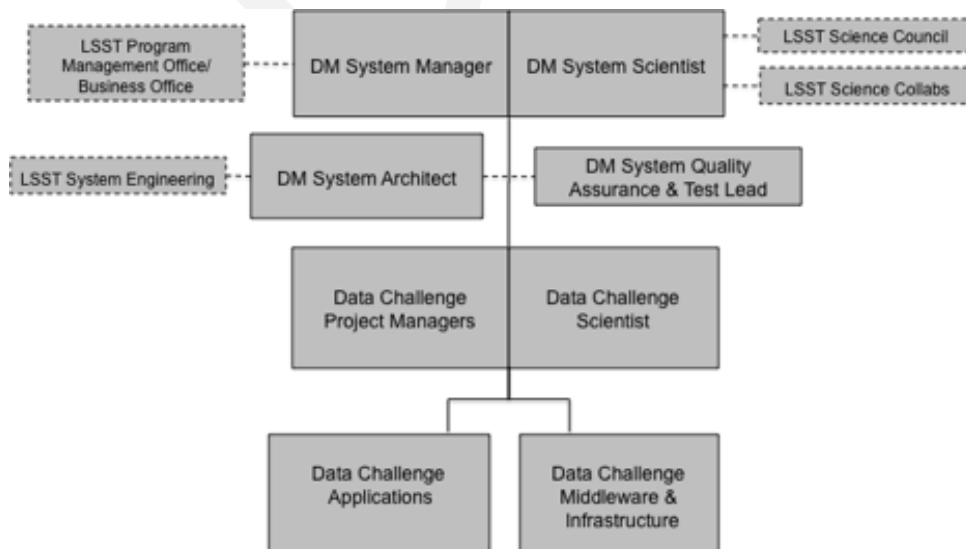 LSST Program
Management Office/
Business Office
DM System Manager
DM System Scientist
LSST Science Council
LSST Science Collabs
LSST System Engineering
DM System Architect
DM System Quality
Assurance & Test Lead
Data Challenge
Project Managers
Data Challenge
Scientist
Data Challenge
Applications
Data Challenge
Middleware &
Infrastructure